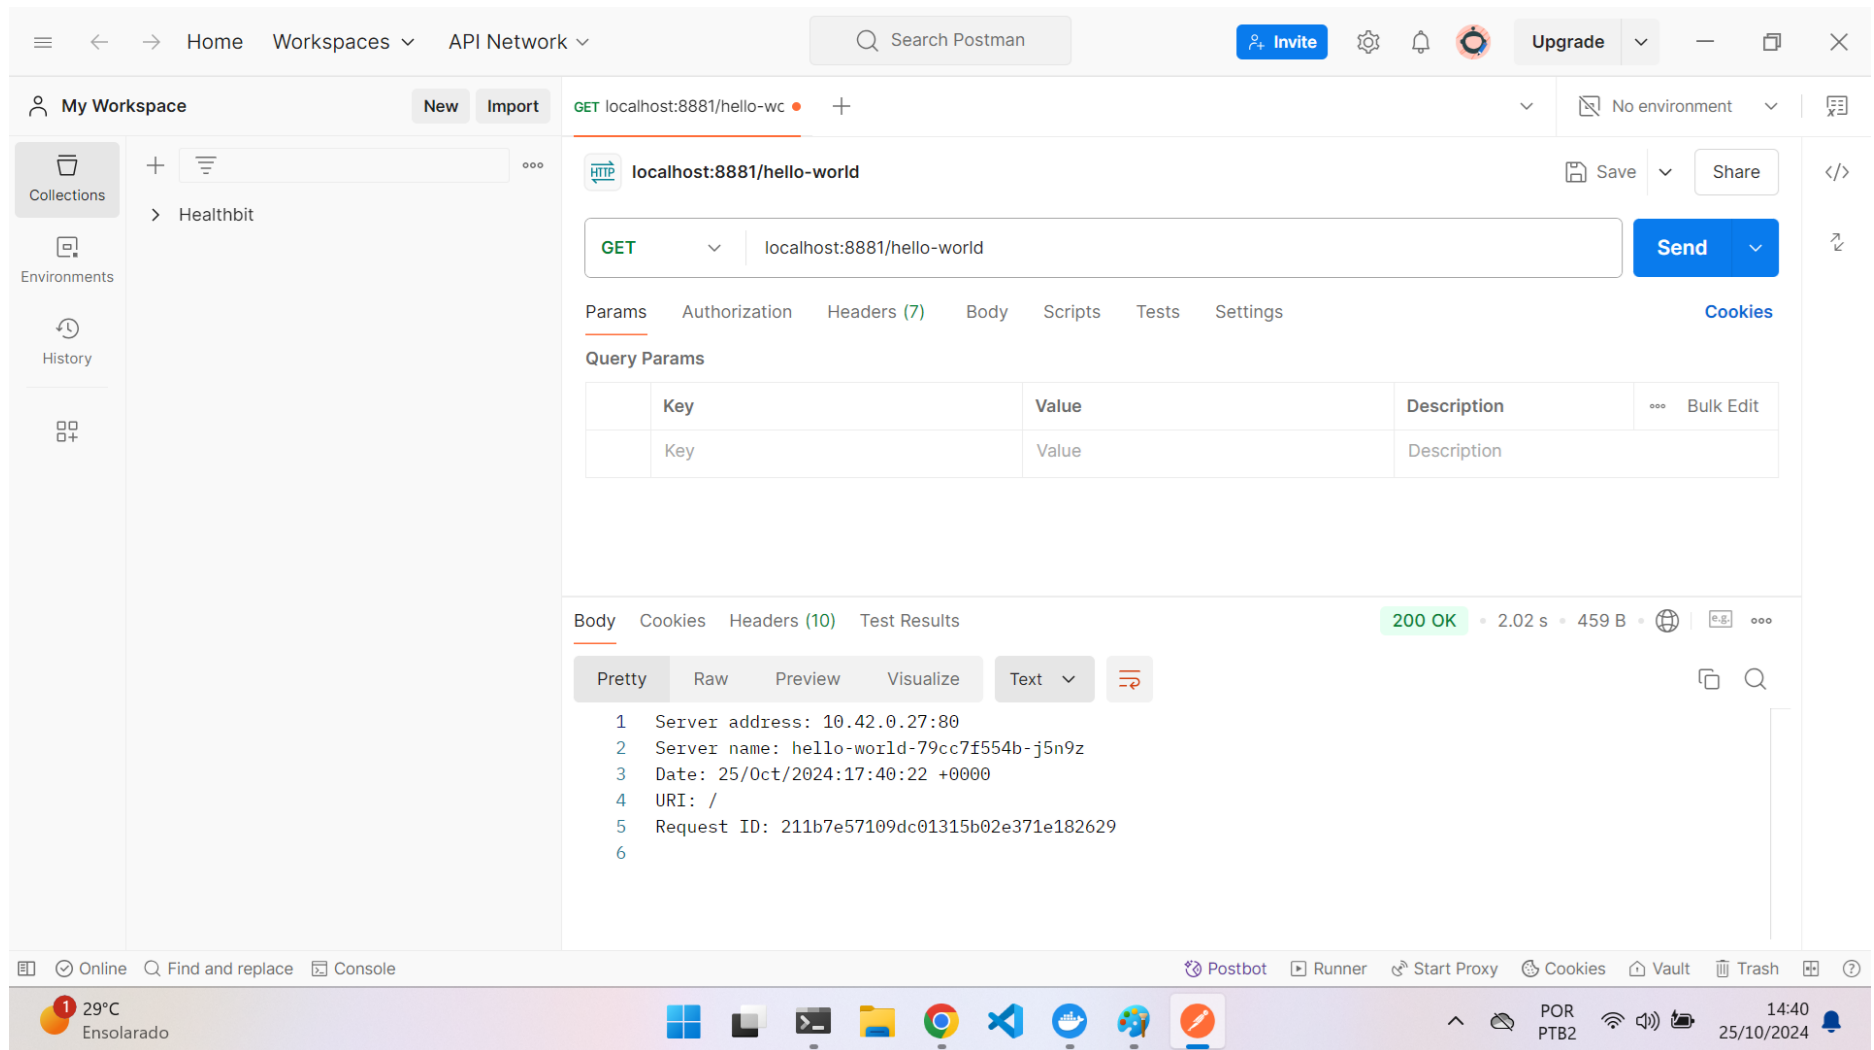 Home Workspaces API Network Search Postman Invite Upgrade
My Workspace New Import GET localhost:8881/hello-wc No environment
Collections
Environments
History
Healthbit
HTTP localhost:8881/hello-world Save Share
GET localhost:8881/hello-world Send
Params Authorization Headers (7) Body Scripts Tests Settings Cookies
Query Params
Key Value Description Bulk Edit
Key Value Description
Body Cookies Headers (10) Test Results 200 OK 2.02 s 459 B e.g.
Pretty Raw Preview Visualize Text
1 Server address: 10.42.0.27:80
2 Server name: hello-world-79cc7f554b-j5n9z
3 Date: 25/Oct/2024:17:40:22 +0000
4 URI: /
5 Request ID: 211b7e57109dc01315b02e371e182629
6
Online Find and replace Console Postbot Runner Start Proxy Cookies Vault Trash
1 29°C
Ensolarado
POR
PTB2
14:40
25/10/2024